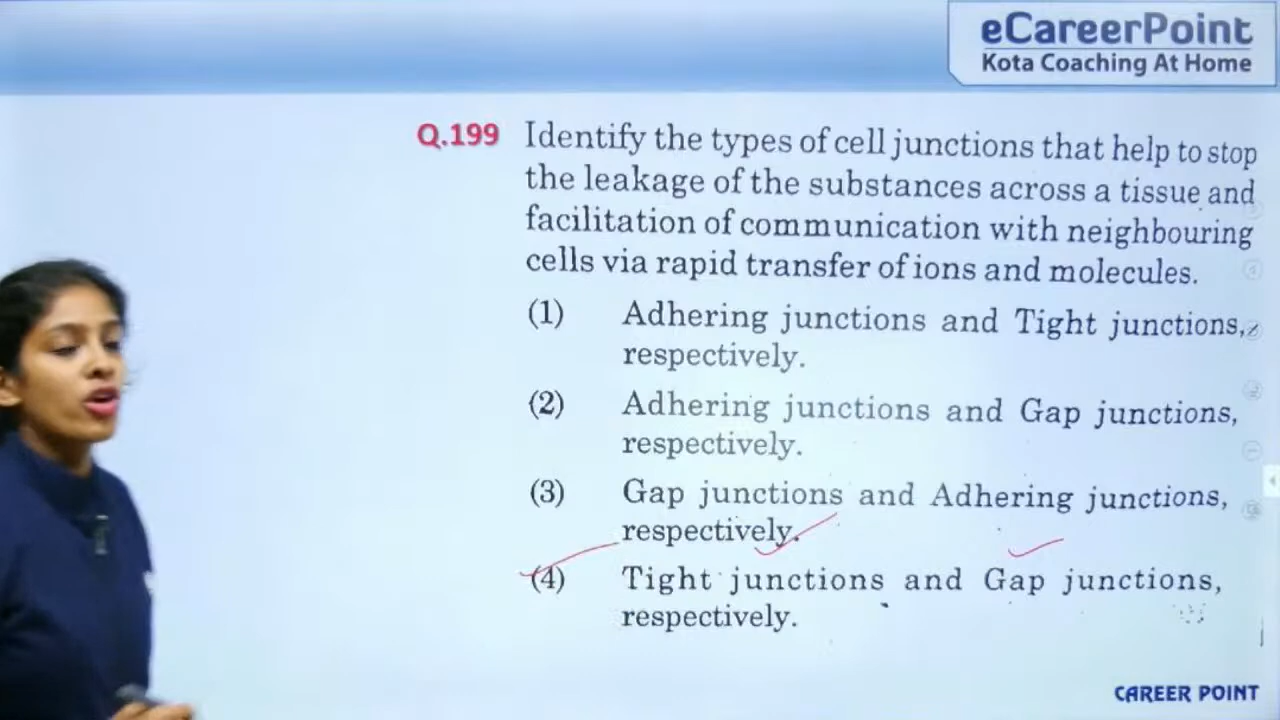 eCareerPoint
Kota Coaching At Home
Q.199 Identify the types of cell junctions that help to stop
the leakage of the substances across a tissue and
facilitation of communication with neighbouring
cells via rapid transfer of ions and molecules.
(1) Adhering junctions and Tight junctions,
respectively.
(2) Adhering junctions and Gap junctions,
respectively.
(3) Gap junctions and Adhering junctions,
respectively.
(4) Tight junctions and Gap junctions,
respectively.
CAREER POINT